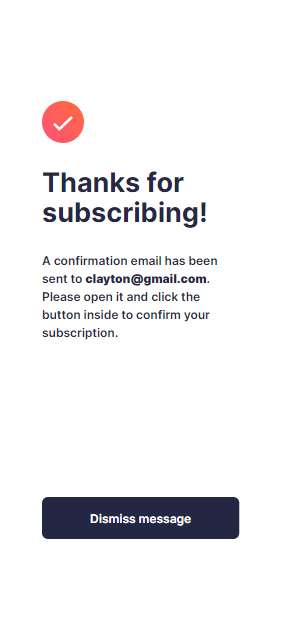 Thanks for
subscribing!
A confirmation email has been
sent to clayton@gmail.com.
Please open it and click the
button inside to confirm your
subscription.
Dismiss message